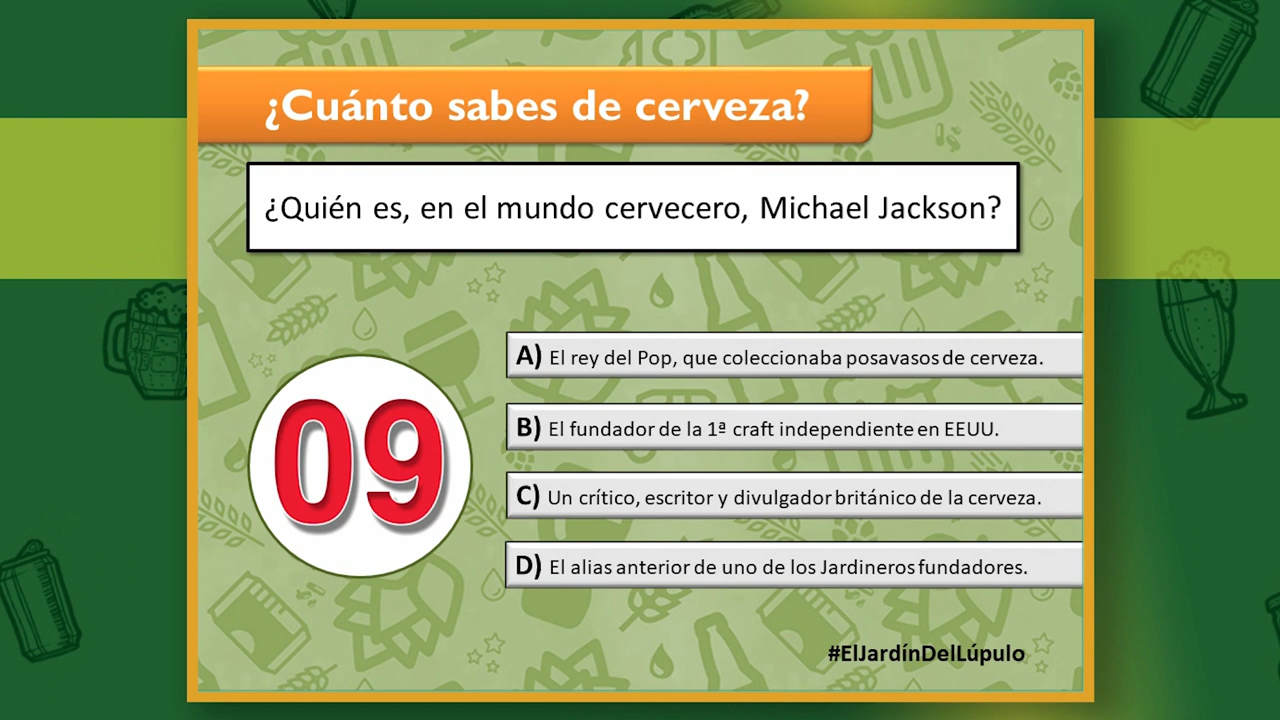 ¿Cuánto sabes de cerveza?
¿Quién es, en el mundo cervecero, Michael Jackson?
09
A) El rey del Pop, que coleccionaba posavasos de cerveza.
B) El fundador de la 1ª craft independiente en EEUU.
C) Un crítico, escritor y divulgador británico de la cerveza.
D) El alias anterior de uno de los Jardineros fundadores.
#ElJardínDelLúpulo